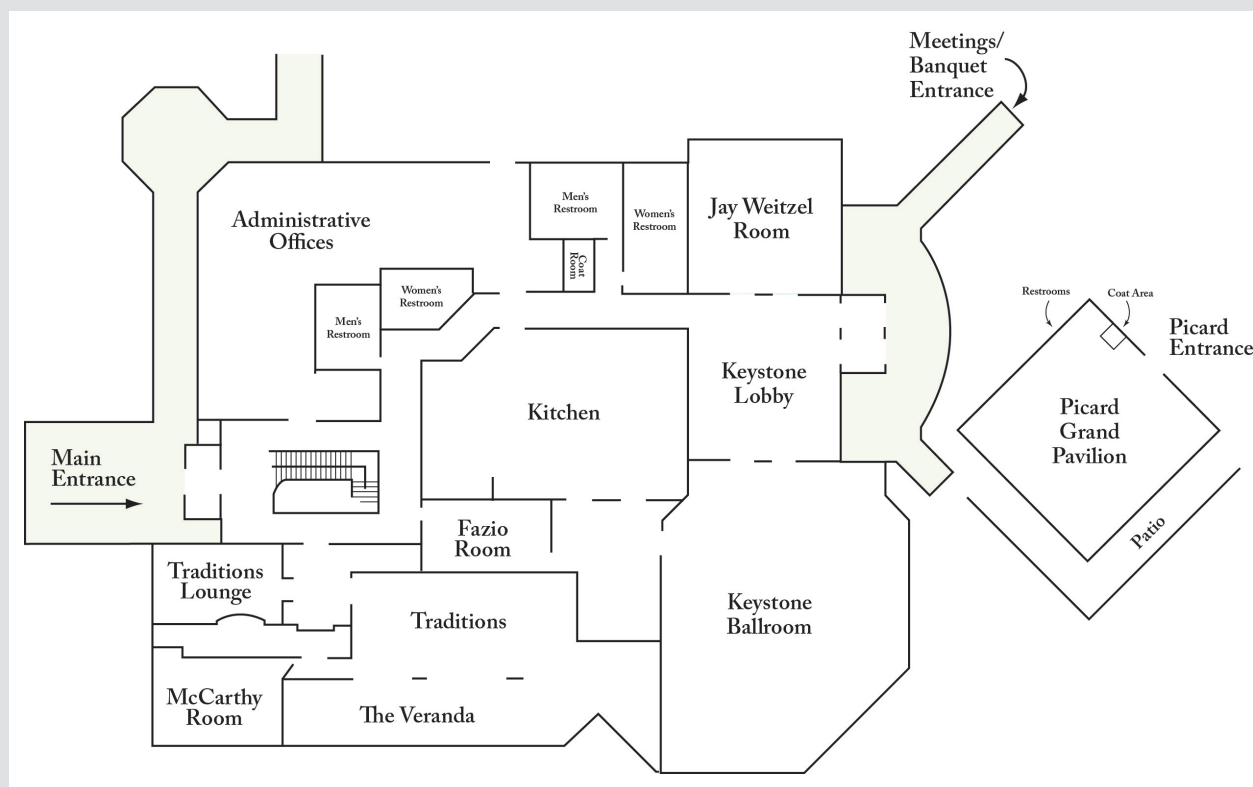 Meetings/
Banquet
Entrance
Men's
Restroom
Women's
Restroom
Jay Weitzel
Room
Administrative
Offices
Coat
Room
Women's
Restroom
Men's
Restroom
Restrooms
Coat Area
Picard
Entrance
Keystone
Lobby
Kitchen
Picard
Grand
Pavilion
Main
Entrance
Fazio
Room
Patio
Traditions
Lounge
Traditions
Keystone
Ballroom
McCarthy
Room
The Veranda